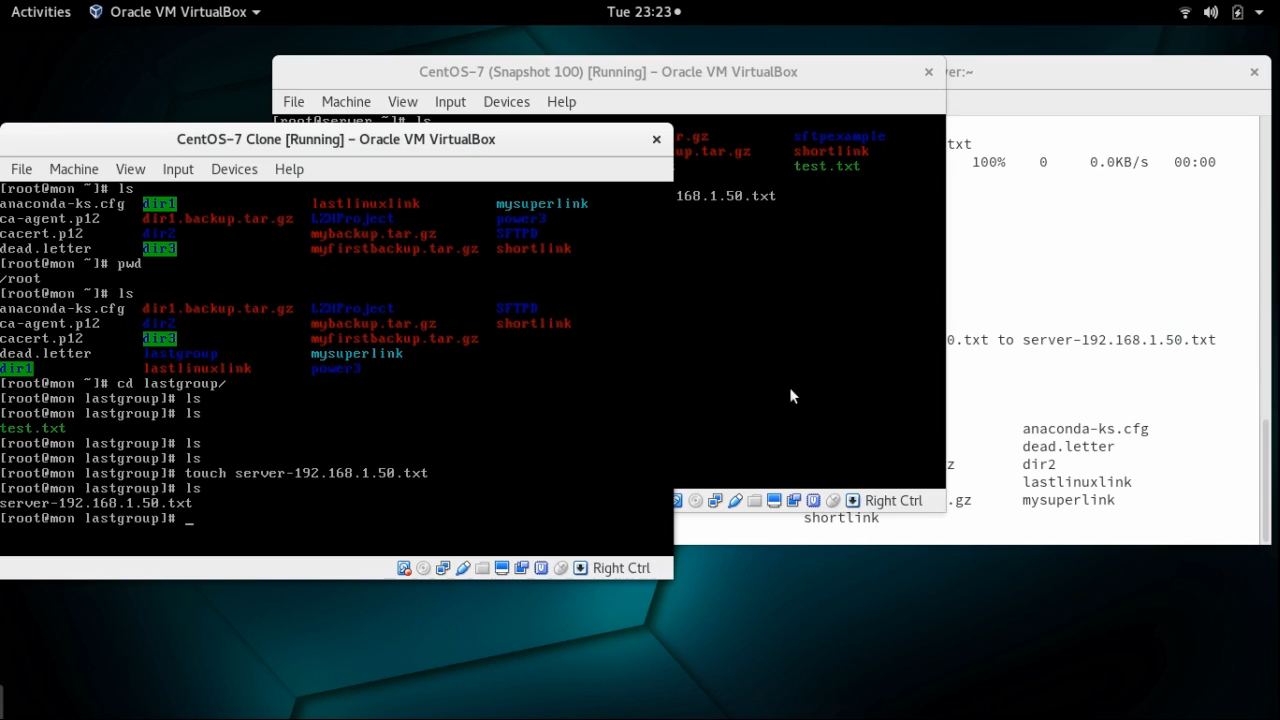 Activities Oracle VM VirtualBox Tue 23:23
CentOS-7 (Snapshot 100) [Running] – Oracle VM VirtualBox
File Machine View Input Devices Help
[root@server ~]# ls
r.gz sftpexample
up.tar.gz shortlink
test.txt
168.1.50.txt
Right Ctrl
ver:~
txt
100% 0 0.0KB/s 00:00
0.txt to server-192.168.1.50.txt
anaconda-ks.cfg
dead.letter
z dir2
lastlinuxlink
.gz mysuperlink
shortlink
CentOS-7 Clone [Running] – Oracle VM VirtualBox
File Machine View Input Devices Help
[root@mon ~]# ls
anaconda-ks.cfg dir1 lastlinuxlink mysuperlink
ca-agent.p12 dir1.backup.tar.gz LZHProject power3
cacert.p12 dir2 mybackup.tar.gz SFTPD
dead.letter dir3 myfirstbackup.tar.gz shortlink
[root@mon ~]# pwd
/root
[root@mon ~]# ls
anaconda-ks.cfg dir1.backup.tar.gz LZHProject SFTPD
ca-agent.p12 dir2 mybackup.tar.gz shortlink
cacert.p12 dir3 myfirstbackup.tar.gz
dead.letter lastgroup mysuperlink
dir1 lastlinuxlink power3
[root@mon ~]# cd lastgroup/
[root@mon lastgroup]# ls
[root@mon lastgroup]# ls
test.txt
[root@mon lastgroup]# ls
[root@mon lastgroup]# ls
[root@mon lastgroup]# touch server-192.168.1.50.txt
[root@mon lastgroup]# ls
server-192.168.1.50.txt
[root@mon lastgroup]# _
Right Ctrl